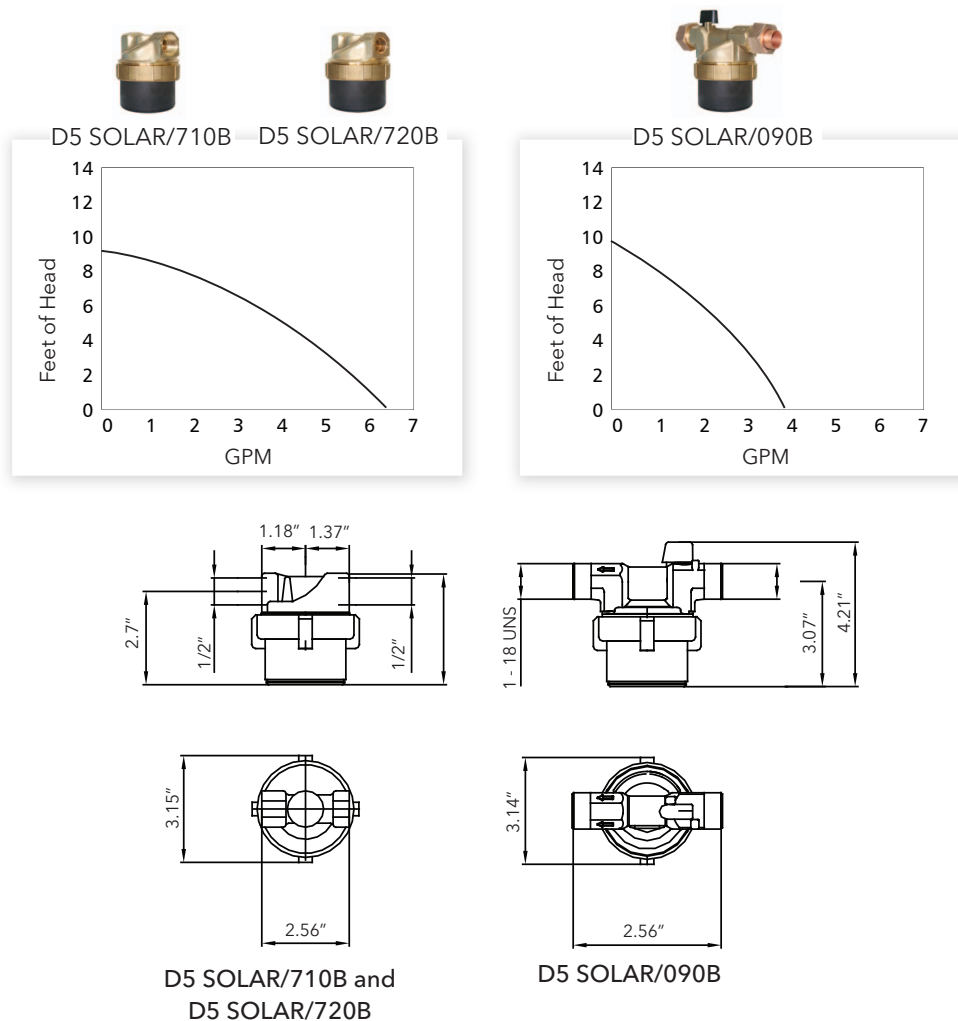 D5 SOLAR/710B
D5 SOLAR/720B
14
12
10
8
6
4
2
0
Feet of Head
0 1 2 3 4 5 6 7
GPM
D5 SOLAR/090B
14
12
10
8
6
4
2
0
Feet of Head
0 1 2 3 4 5 6 7
GPM
1.18" 1.37"
2.7"
1/2"
1/2"
1 - 18 UNS
3.07"
4.21"
3.15"
2.56"
D5 SOLAR/710B and
D5 SOLAR/720B
3.14"
2.56"
D5 SOLAR/090B